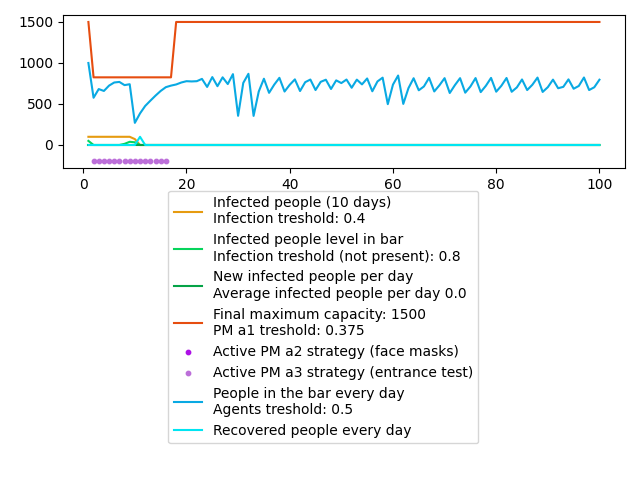 1500
1000
500
0
0 20 40 60 80 100
Infected people (10 days)
Infection treshold: 0.4
Infected people level in bar
Infection treshold (not present): 0.8
New infected people per day
Average infected people per day 0.0
Final maximum capacity: 1500
PM a1 treshold: 0.375
Active PM a2 strategy (face masks)
Active PM a3 strategy (entrance test)
People in the bar every day
Agents treshold: 0.5
Recovered people every day